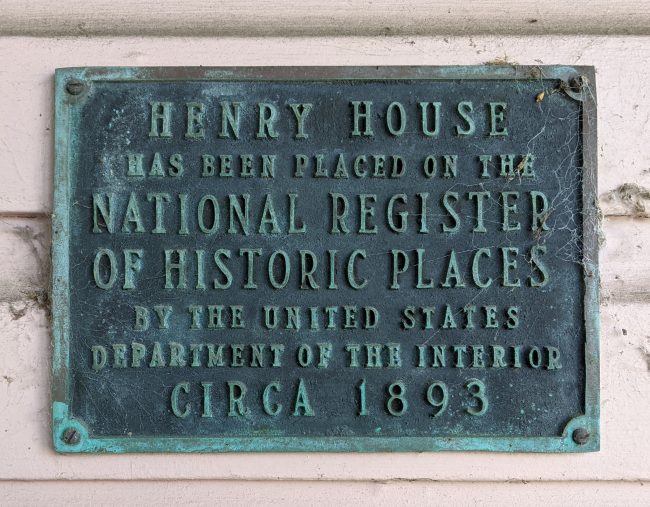 HENRY HOUSE
HAS BEEN PLACED ON THE
NATIONAL REGISTER
OF HISTORIC PLACES
BY THE UNITED STATES
DEPARTMENT OF THE INTERIOR
CIRCA 1893